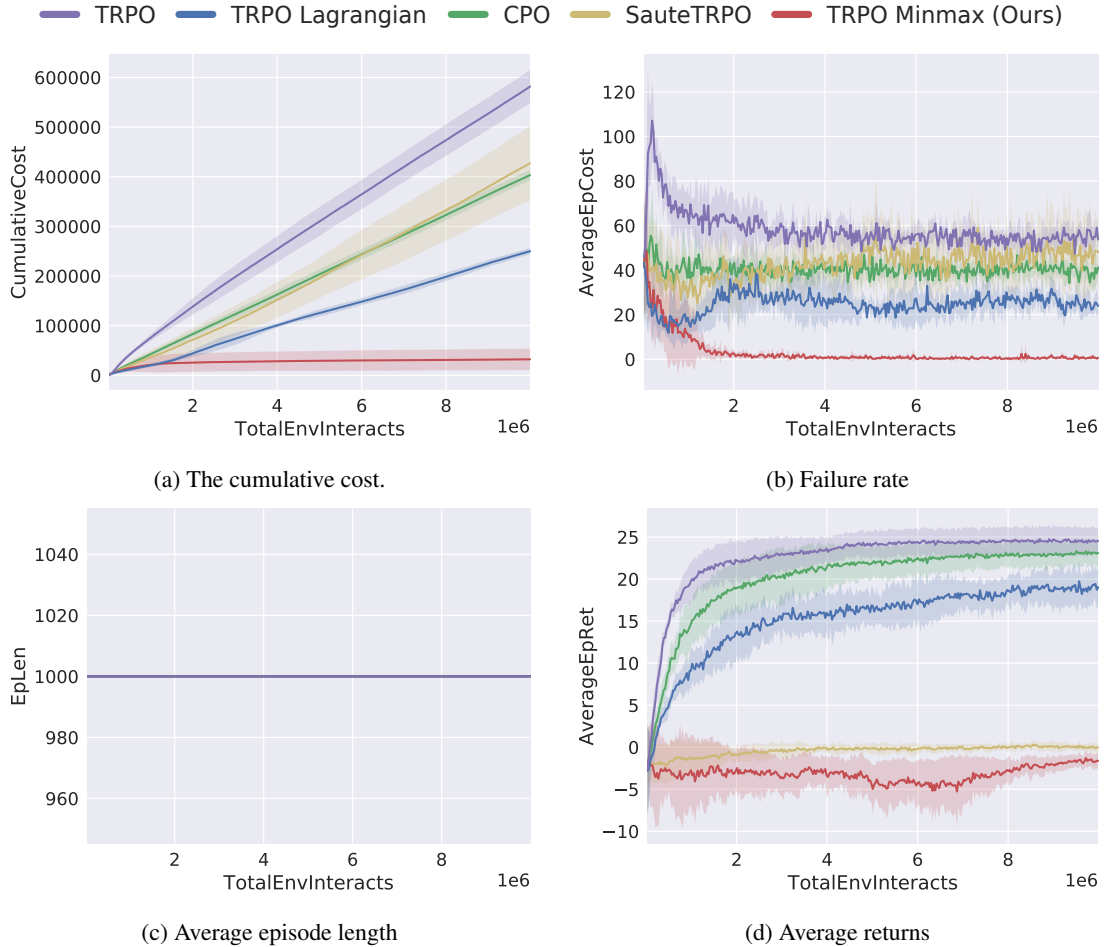 TRPO TRPO Lagrangian CPO SauteTRPO TRPO Minmax (Ours)
600000
500000
400000
300000
200000
100000
0
CumulativeCost
2 4 6 8
1e6
TotalEnvInteracts
(a) The cumulative cost.
120
100
80
60
40
20
0
AverageEpCost
2 4 6 8
1e6
TotalEnvInteracts
(b) Failure rate
1040
1020
1000
980
960
EpLen
2 4 6 8
1e6
TotalEnvInteracts
(c) Average episode length
25
20
15
10
5
0
−5
−10
AverageEpRet
2 4 6 8
1e6
TotalEnvInteracts
(d) Average returns